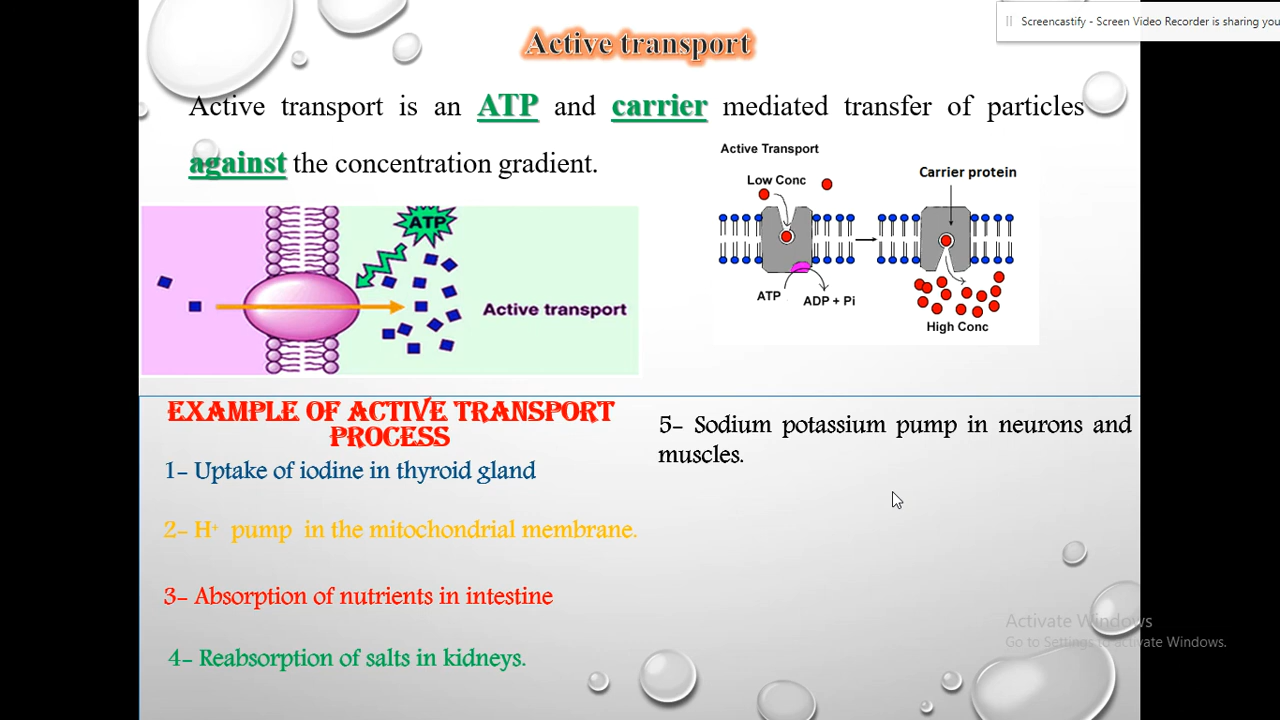 Screencastify - Screen Video Recorder is sharing you
Active transport
Active transport is an ATP and carrier mediated transfer of particles
against the concentration gradient.
ATP
Active transport
Active Transport
Low Conc
Carrier protein
ATP
ADP + Pi
High Conc
EXAMPLE OF ACTIVE TRANSPORT
PROCESS
1- Uptake of iodine in thyroid gland
2- H⁺ pump in the mitochondrial membrane.
3- Absorption of nutrients in intestine
4- Reabsorption of salts in kidneys.
5- Sodium potassium pump in neurons and
muscles.
Activate Windows
Go to Settings to activate Windows.